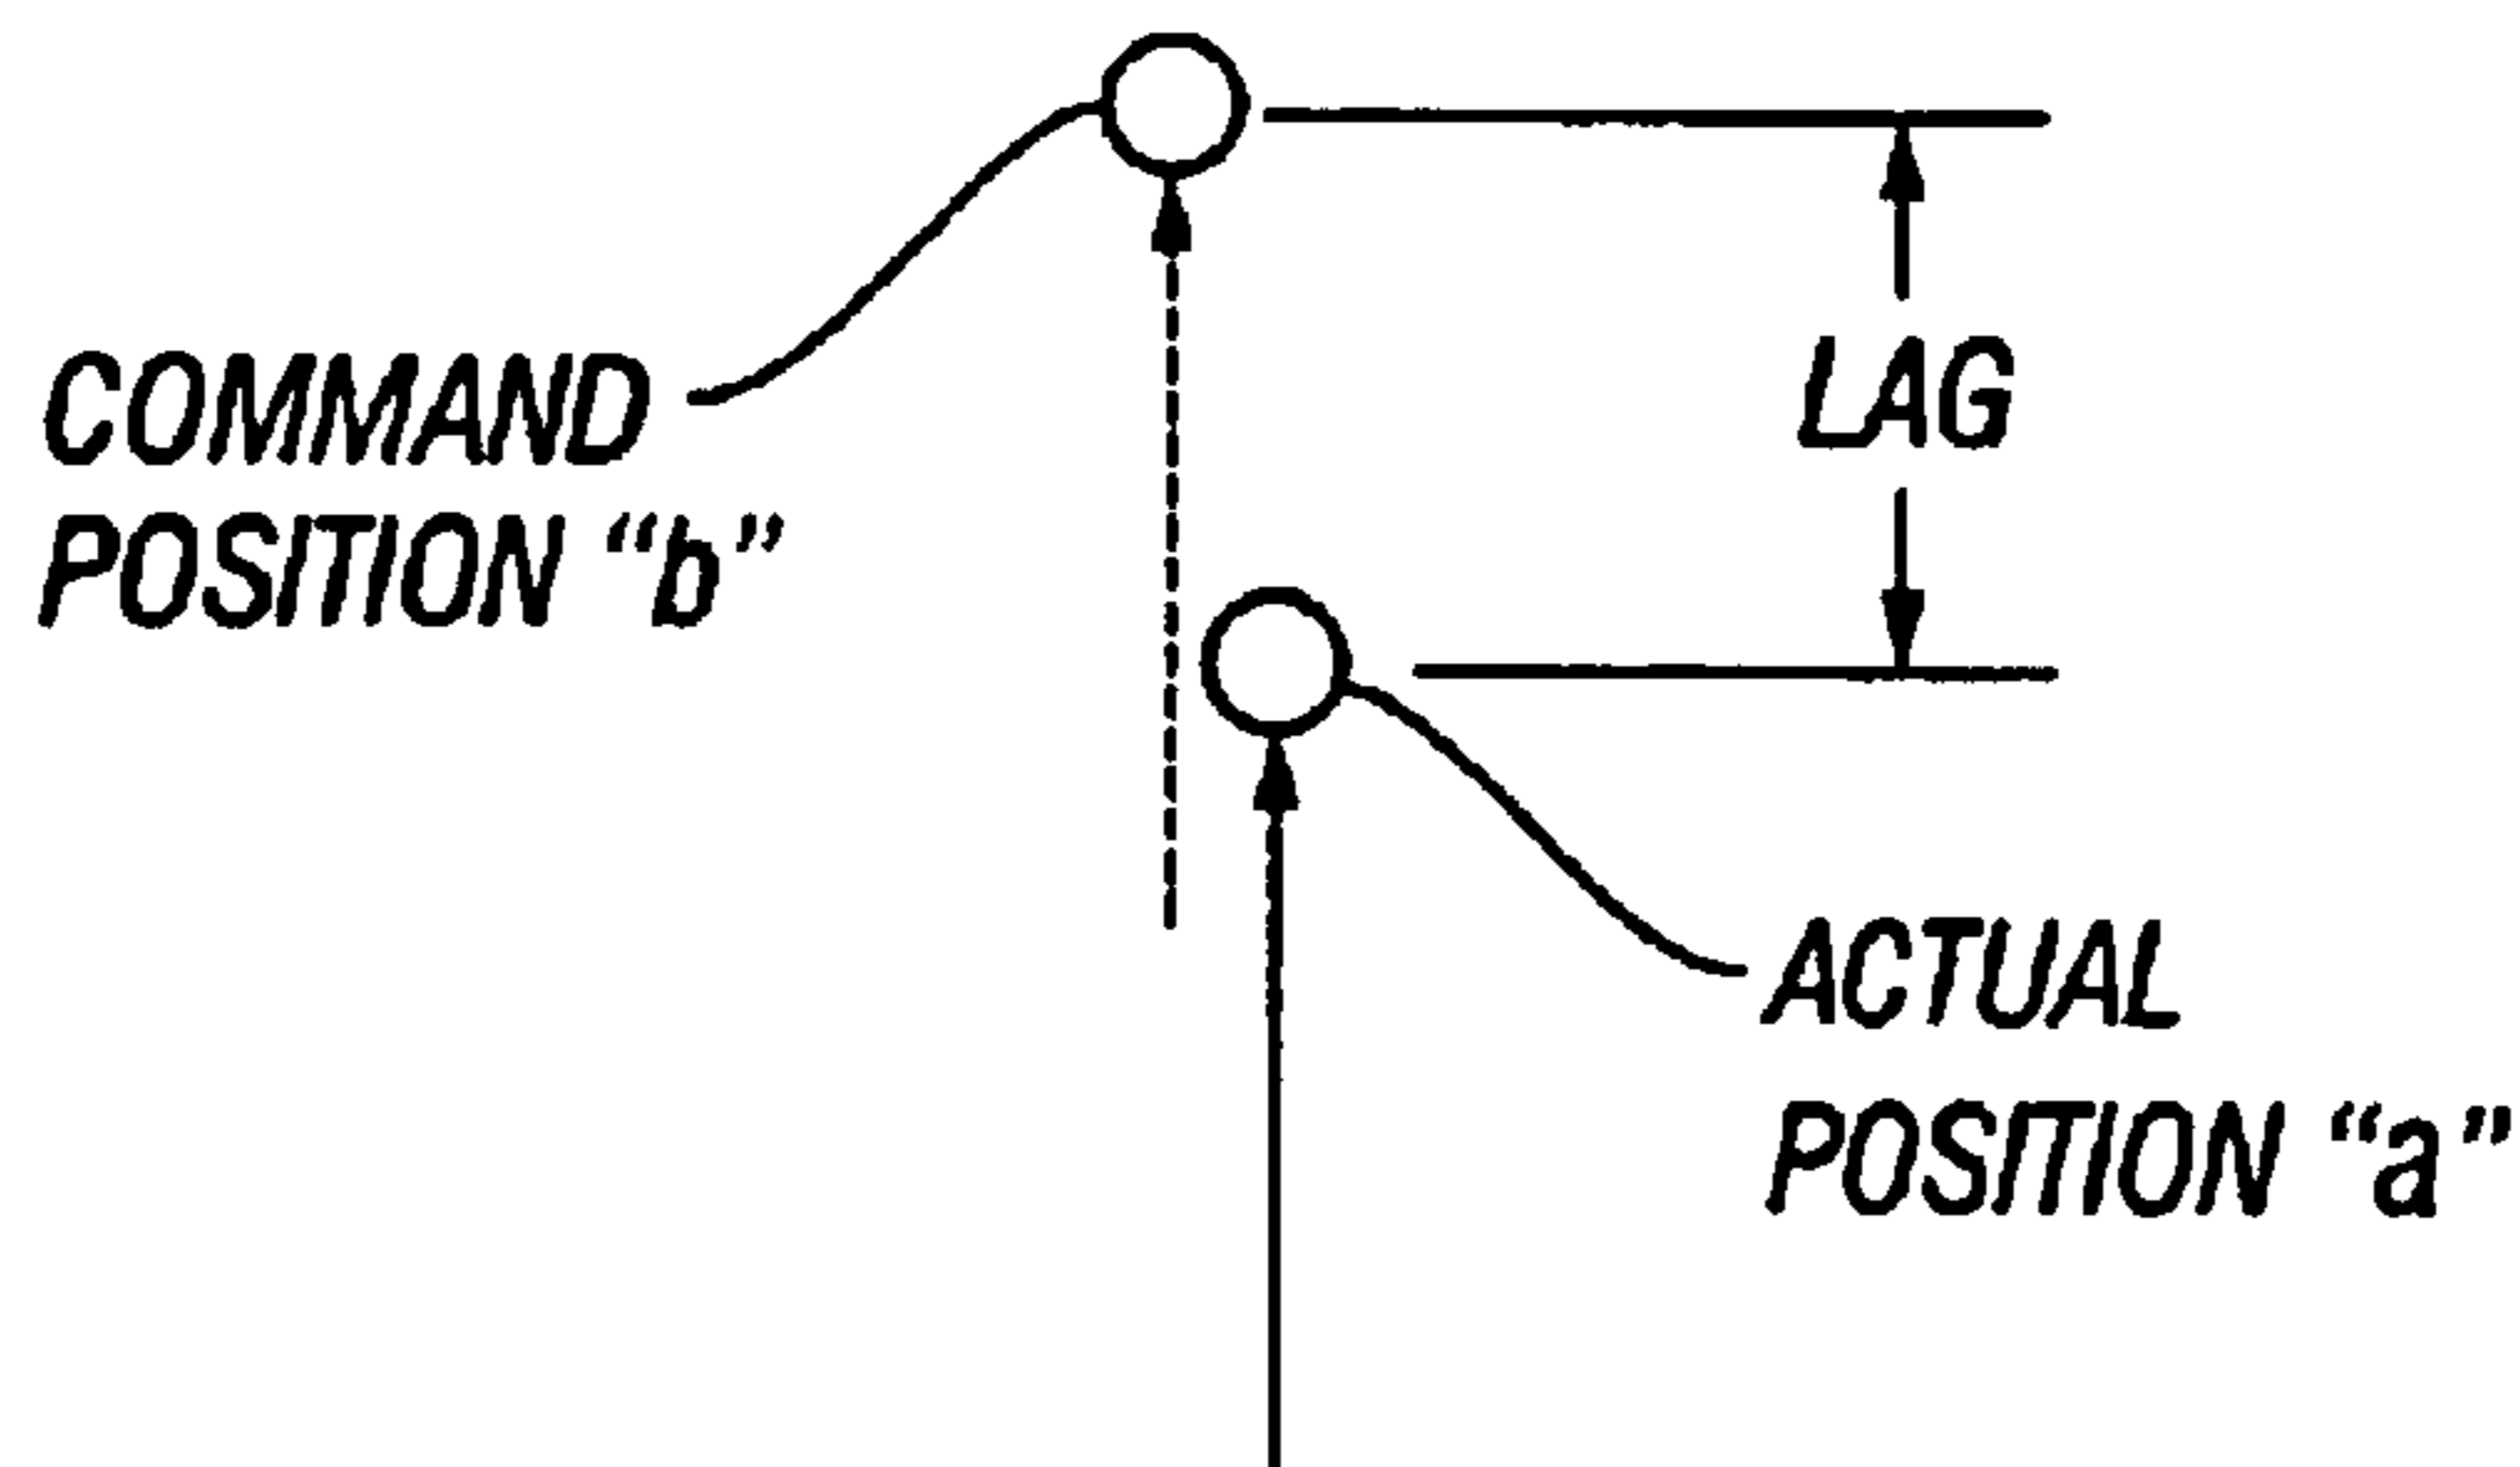 COMMAND
POSITION “b”
LAG
ACTUAL
POSITION “a”